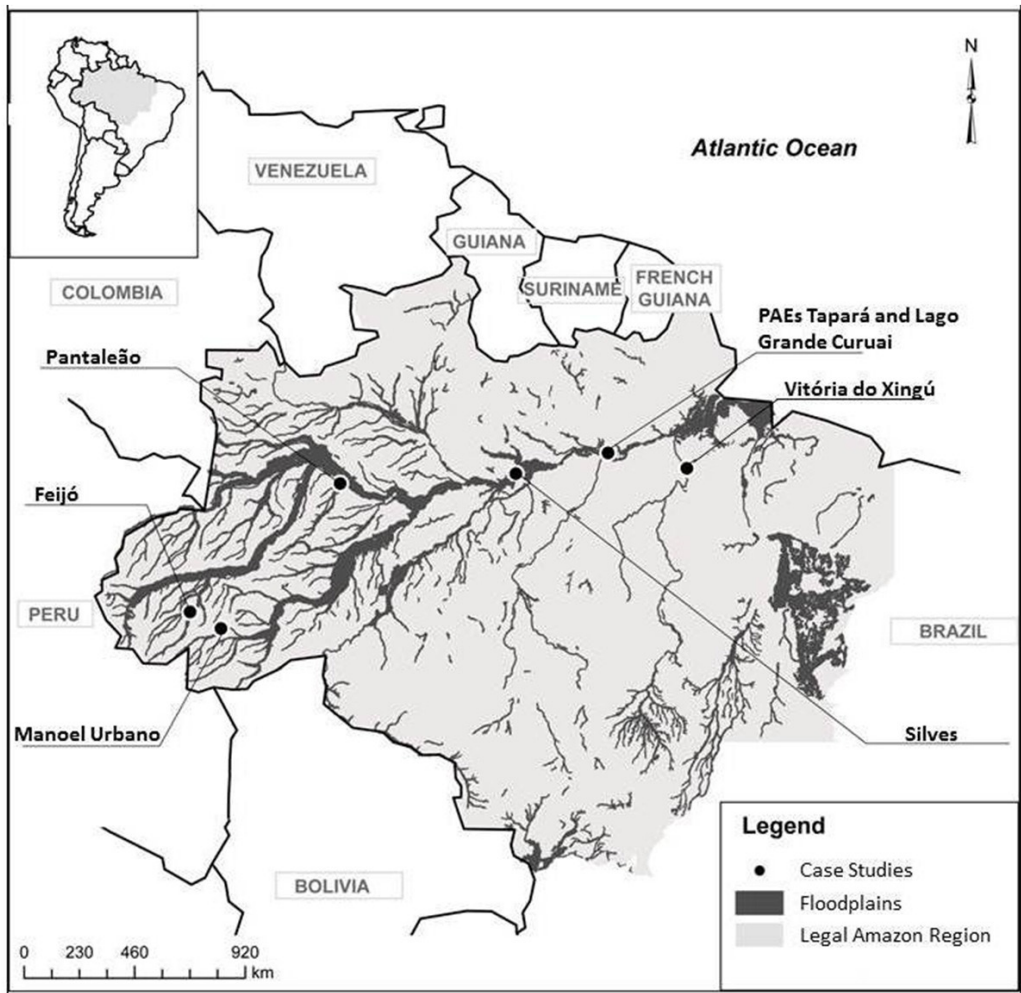 N
Atlantic Ocean
VENEZUELA
GUIANA
SURINAME
FRENCH
GUIANA
COLOMBIA
PAEs Tapará and Lago
Grande Curuai
Pantaleão
Vitória do Xingú
Feijó
PERU
BRAZIL
Manoel Urbano
Silves
BOLIVIA
Legend
Case Studies
Floodplains
Legal Amazon Region
0 230 460 920
km